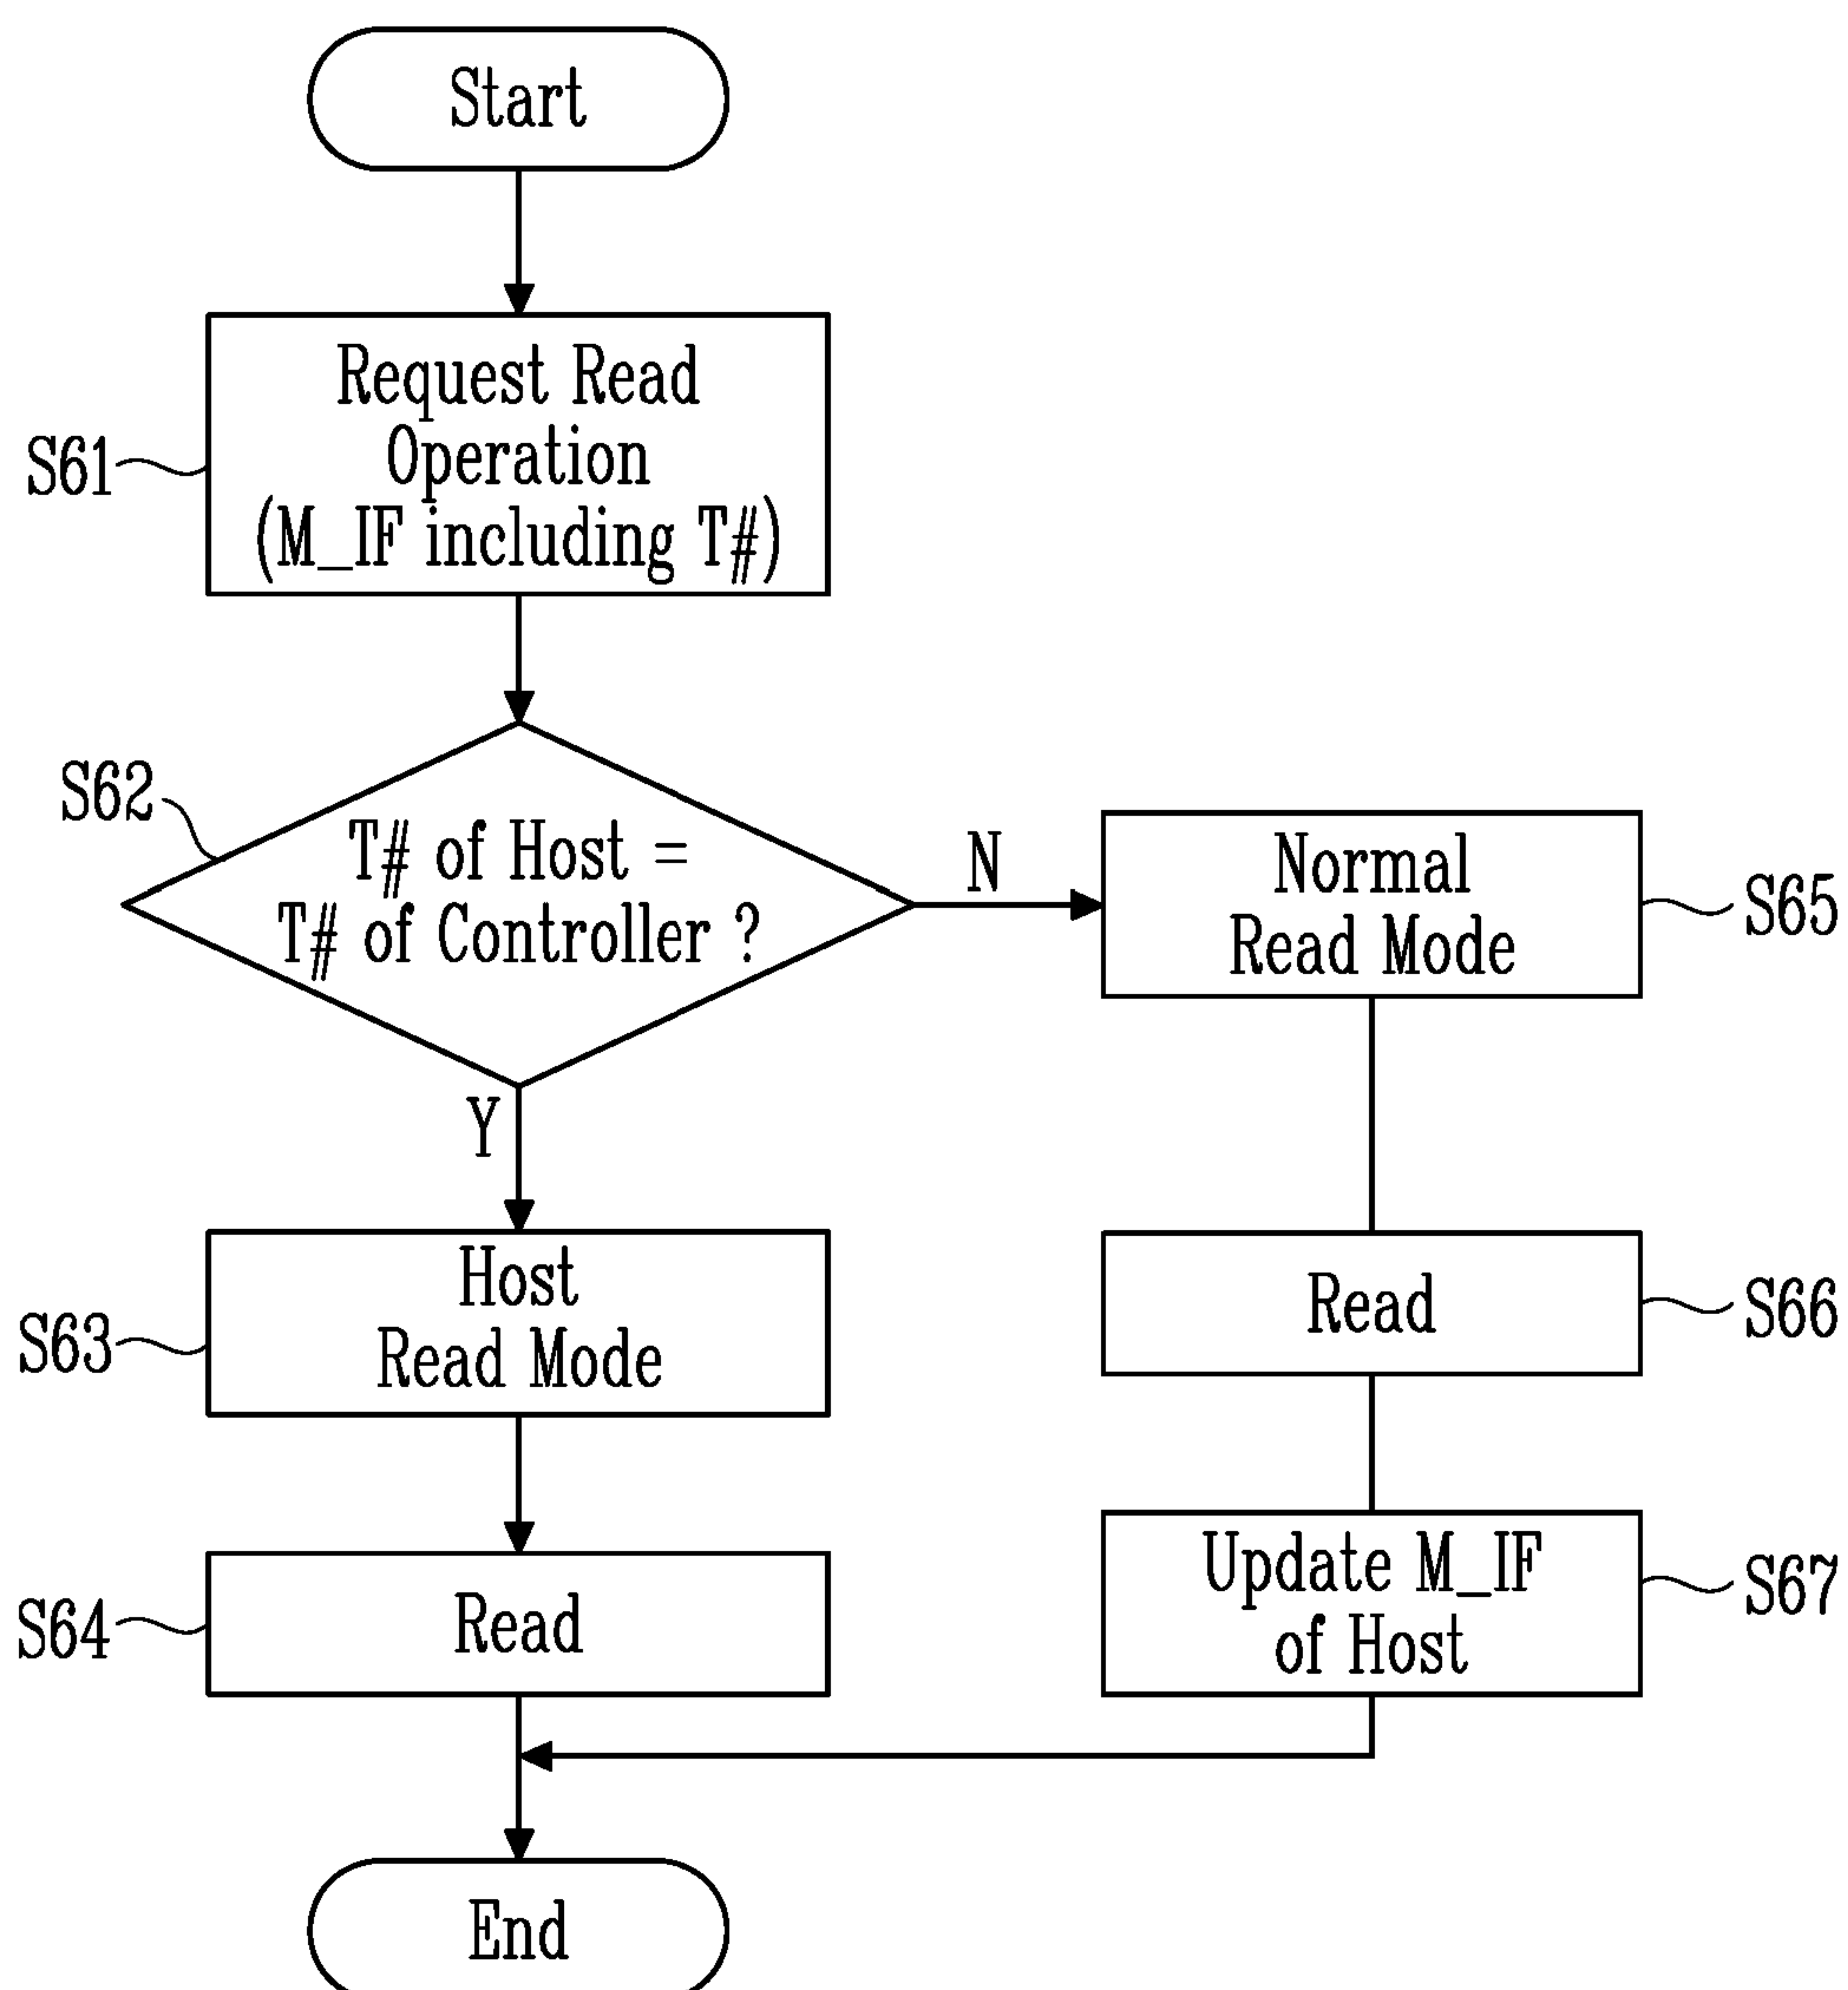 Start
S61
Request Read
Operation
(M_IF including T#)
S62
T# of Host =
T# of Controller ?
N
Normal
Read Mode
S65
Y
S63
Host
Read Mode
Read
S66
S64
Read
Update M_IF
of Host
S67
End